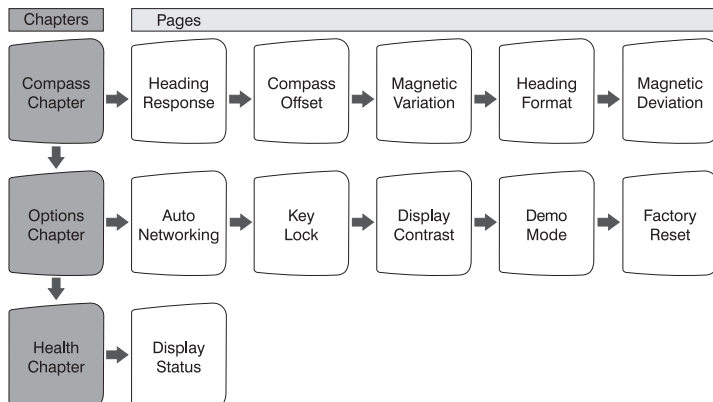 Chapters
Pages
Compass
Chapter
Heading
Response
Compass
Offset
Magnetic
Variation
Heading
Format
Magnetic
Deviation
Options
Chapter
Auto
Networking
Key
Lock
Display
Contrast
Demo
Mode
Factory
Reset
Health
Chapter
Display
Status